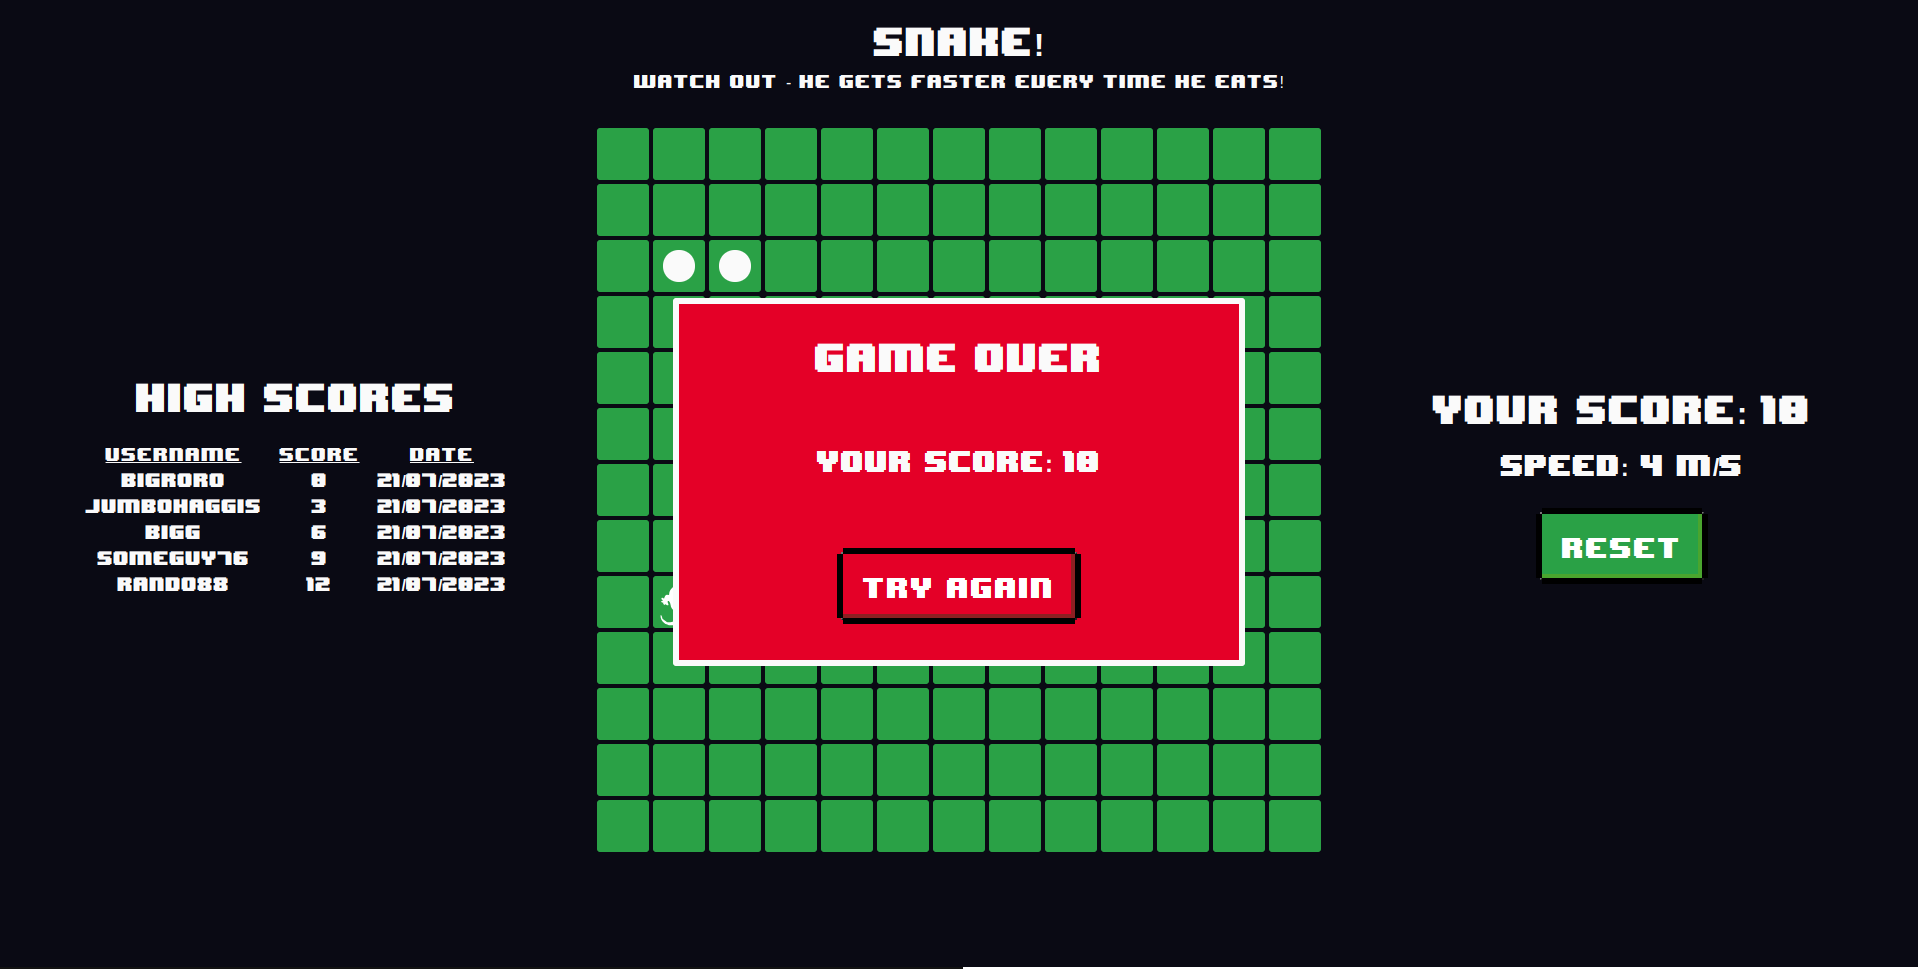 SNAKE!
WATCH OUT - HE GETS FASTER EVERY TIME HE EATS!
HIGH SCORES
USERNAME SCORE DATE
BIGRORO 0 21/07/2023
JUMBOHAGGIS 3 21/07/2023
BIGG 6 21/07/2023
SOMEGUY76 9 21/07/2023
RANDO88 12 21/07/2023
GAME OVER
YOUR SCORE: 10
TRY AGAIN
YOUR SCORE: 10
SPEED: 4 M/S
RESET